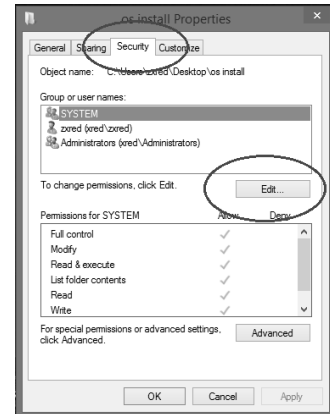 os install Properties
General Sharing Security Customize
Object name: C:\Users\zxred\Desktop\os install
Group or user names:
SYSTEM
zxred (xred\zxred)
Administrators (xred\Administrators)
To change permissions, click Edit.
Edit...
Permissions for SYSTEM Allow Deny
Full control
Modify
Read & execute
List folder contents
Read
Write
For special permissions or advanced settings,
click Advanced.
Advanced
OK Cancel Apply